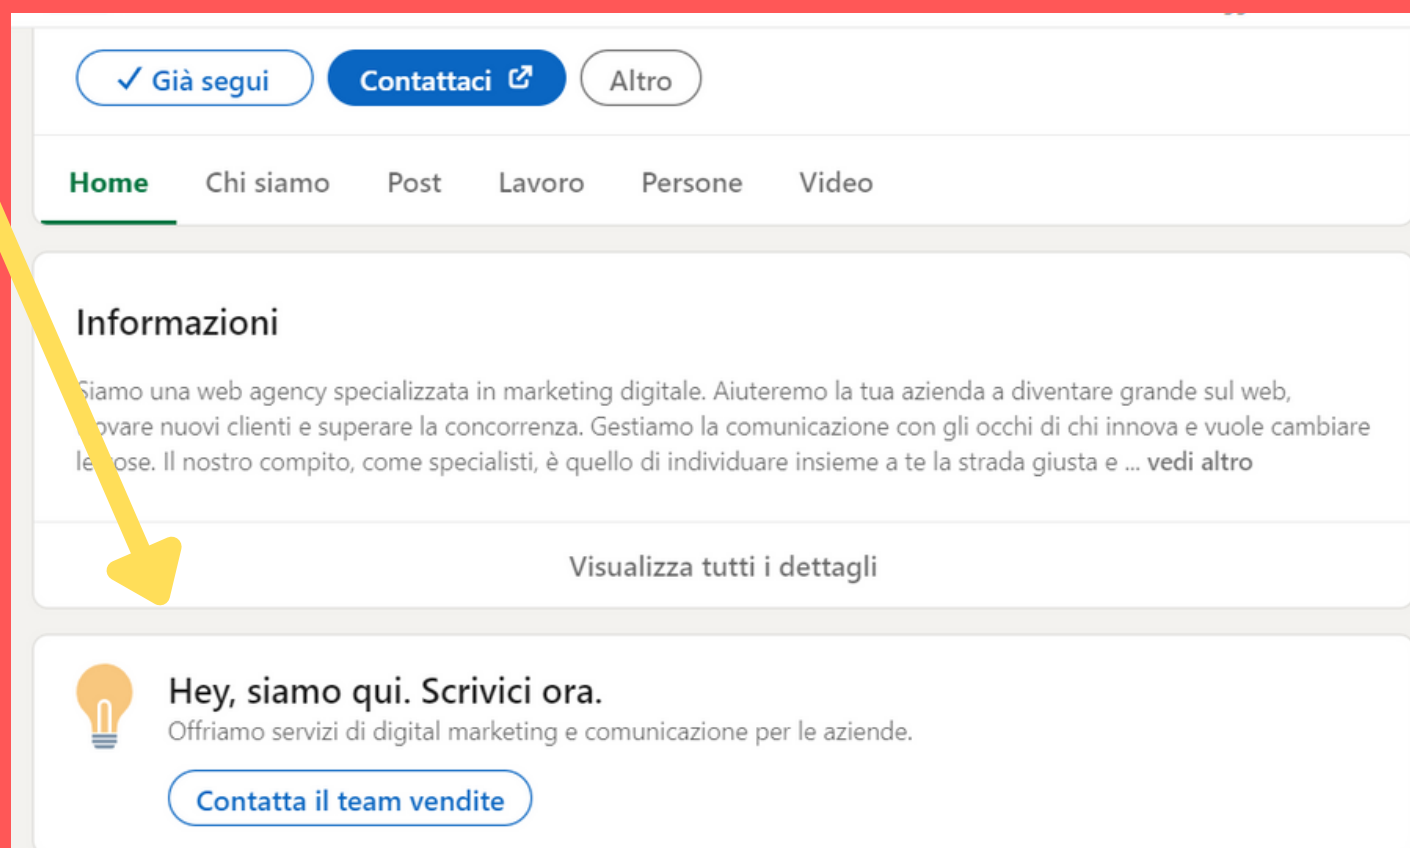 Già segui
Contattaci
Altro
Home
Chi siamo
Post
Lavoro
Persone
Video
Informazioni
Siamo una web agency specializzata in marketing digitale. Aiuteremo la tua azienda a diventare grande sul web,
nuovi clienti e superare la concorrenza. Gestiamo la comunicazione con gli occhi di chi innova e vuole cambiare
Il nostro compito, come specialisti, è quello di individuare insieme a te la strada giusta e ... vedi altro
Visualizza tutti i dettagli
Hey, siamo qui. Scrivici ora.
Offriamo servizi di digital marketing e comunicazione per le aziende.
Contatta il team vendite